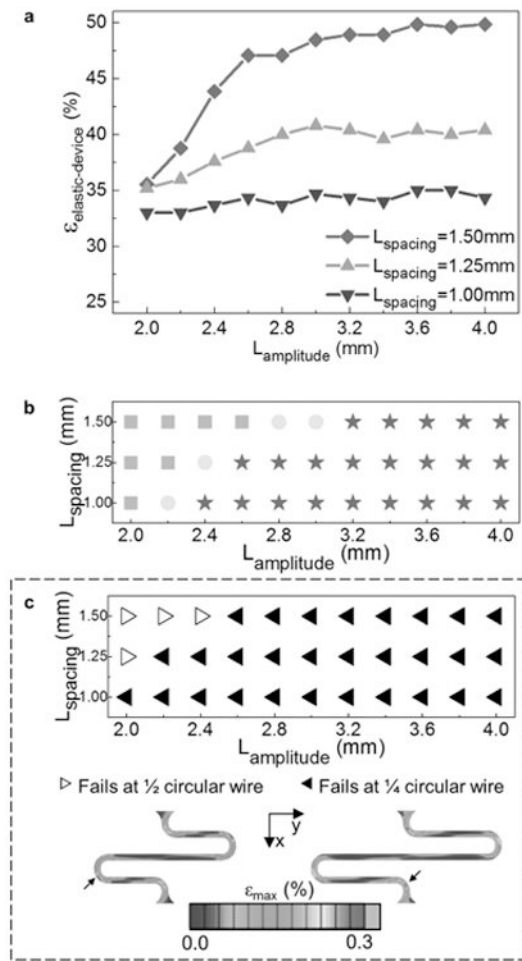 a
50
45
40
35
30
25
ε_elastic-device (%)
L_spacing=1.50mm
L_spacing=1.25mm
L_spacing=1.00mm
2.0 2.4 2.8 3.2 3.6 4.0
L_amplitude (mm)
b
L_spacing (mm)
1.50
1.25
1.00
2.0 2.4 2.8 3.2 3.6 4.0
L_amplitude (mm)
c
L_spacing (mm)
1.50
1.25
1.00
2.0 2.4 2.8 3.2 3.6 4.0
L_amplitude (mm)
▷ Fails at ½ circular wire ◀ Fails at ¼ circular wire
y
x
ε_max (%)
0.0 0.3